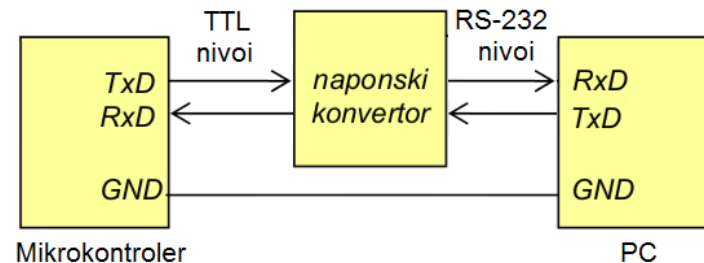 TTL
nivoi
RS-232
nivoi
TxD
RxD
GND
naponski
konvertor
RxD
TxD
GND
Mikrokontroler
PC